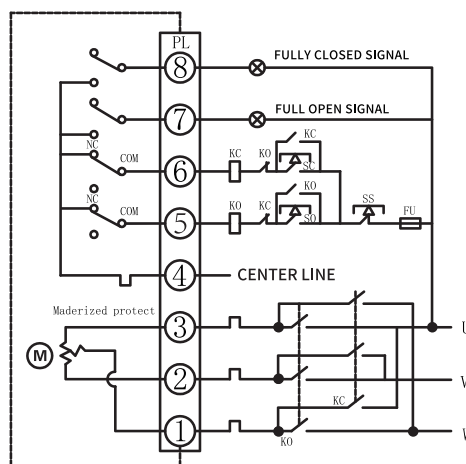 PL
8 FULLY CLOSED SIGNAL
7 FULL OPEN SIGNAL
NC COM 6 KC KO KC SC
NC COM 5 KO KC KO SO SS FU
4 CENTER LINE
Maderized protect
3 U
M
2 V
KC
1 KO W